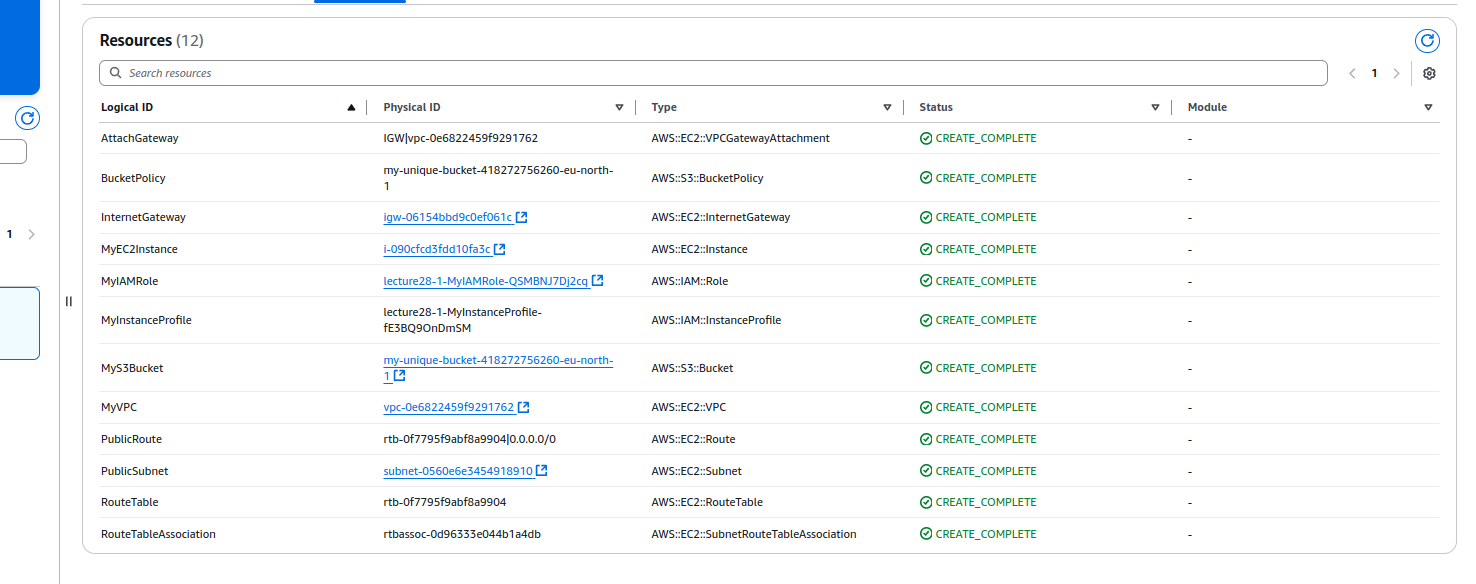 Resources (12)
Search resources
1
Logical ID Physical ID Type Status Module
AttachGateway IGW|vpc-0e6822459f9291762 AWS::EC2::VPCGatewayAttachment CREATE_COMPLETE -
BucketPolicy my-unique-bucket-418272756260-eu-north-
1 AWS::S3::BucketPolicy CREATE_COMPLETE -
InternetGateway igw-06154bbd9c0ef061c AWS::EC2::InternetGateway CREATE_COMPLETE -
1
MyEC2Instance i-090cfcd3fdd10fa3c AWS::EC2::Instance CREATE_COMPLETE -
MyIAMRole lecture28-1-MyIAMRole-QSMBNJ7Dj2cq AWS::IAM::Role CREATE_COMPLETE -
MyInstanceProfile lecture28-1-MyInstanceProfile-
fE3BQ9OnDmSM AWS::IAM::InstanceProfile CREATE_COMPLETE -
MyS3Bucket my-unique-bucket-418272756260-eu-north-
1 AWS::S3::Bucket CREATE_COMPLETE -
MyVPC vpc-0e6822459f9291762 AWS::EC2::VPC CREATE_COMPLETE -
PublicRoute rtb-0f7795f9abf8a9904|0.0.0.0/0 AWS::EC2::Route CREATE_COMPLETE -
PublicSubnet subnet-0560e6e3454918910 AWS::EC2::Subnet CREATE_COMPLETE -
RouteTable rtb-0f7795f9abf8a9904 AWS::EC2::RouteTable CREATE_COMPLETE -
RouteTableAssociation rtbassoc-0d96333e044b1a4db AWS::EC2::SubnetRouteTableAssociation CREATE_COMPLETE -